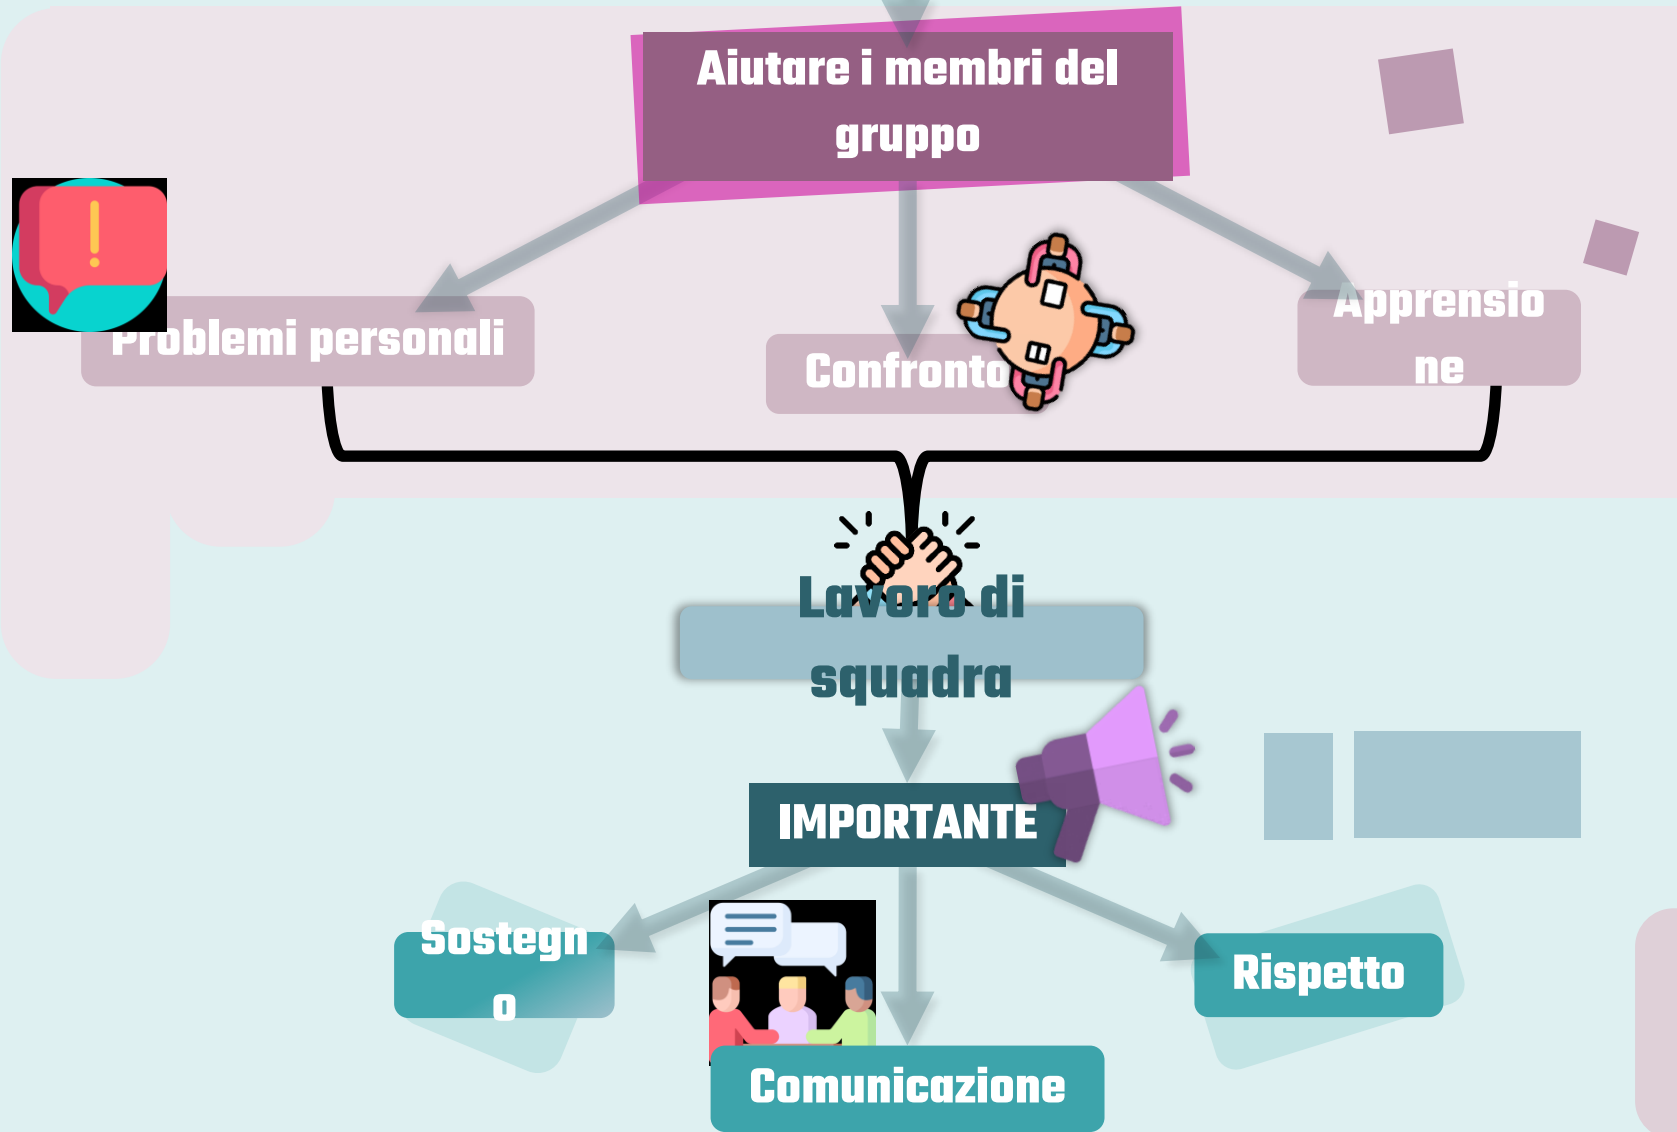 Aiutare i membri del
gruppo
Problemi personali
Confronto
Apprensio
ne
Lavoro di
squadra
IMPORTANTE
Sostegn
o
Rispetto
Comunicazione